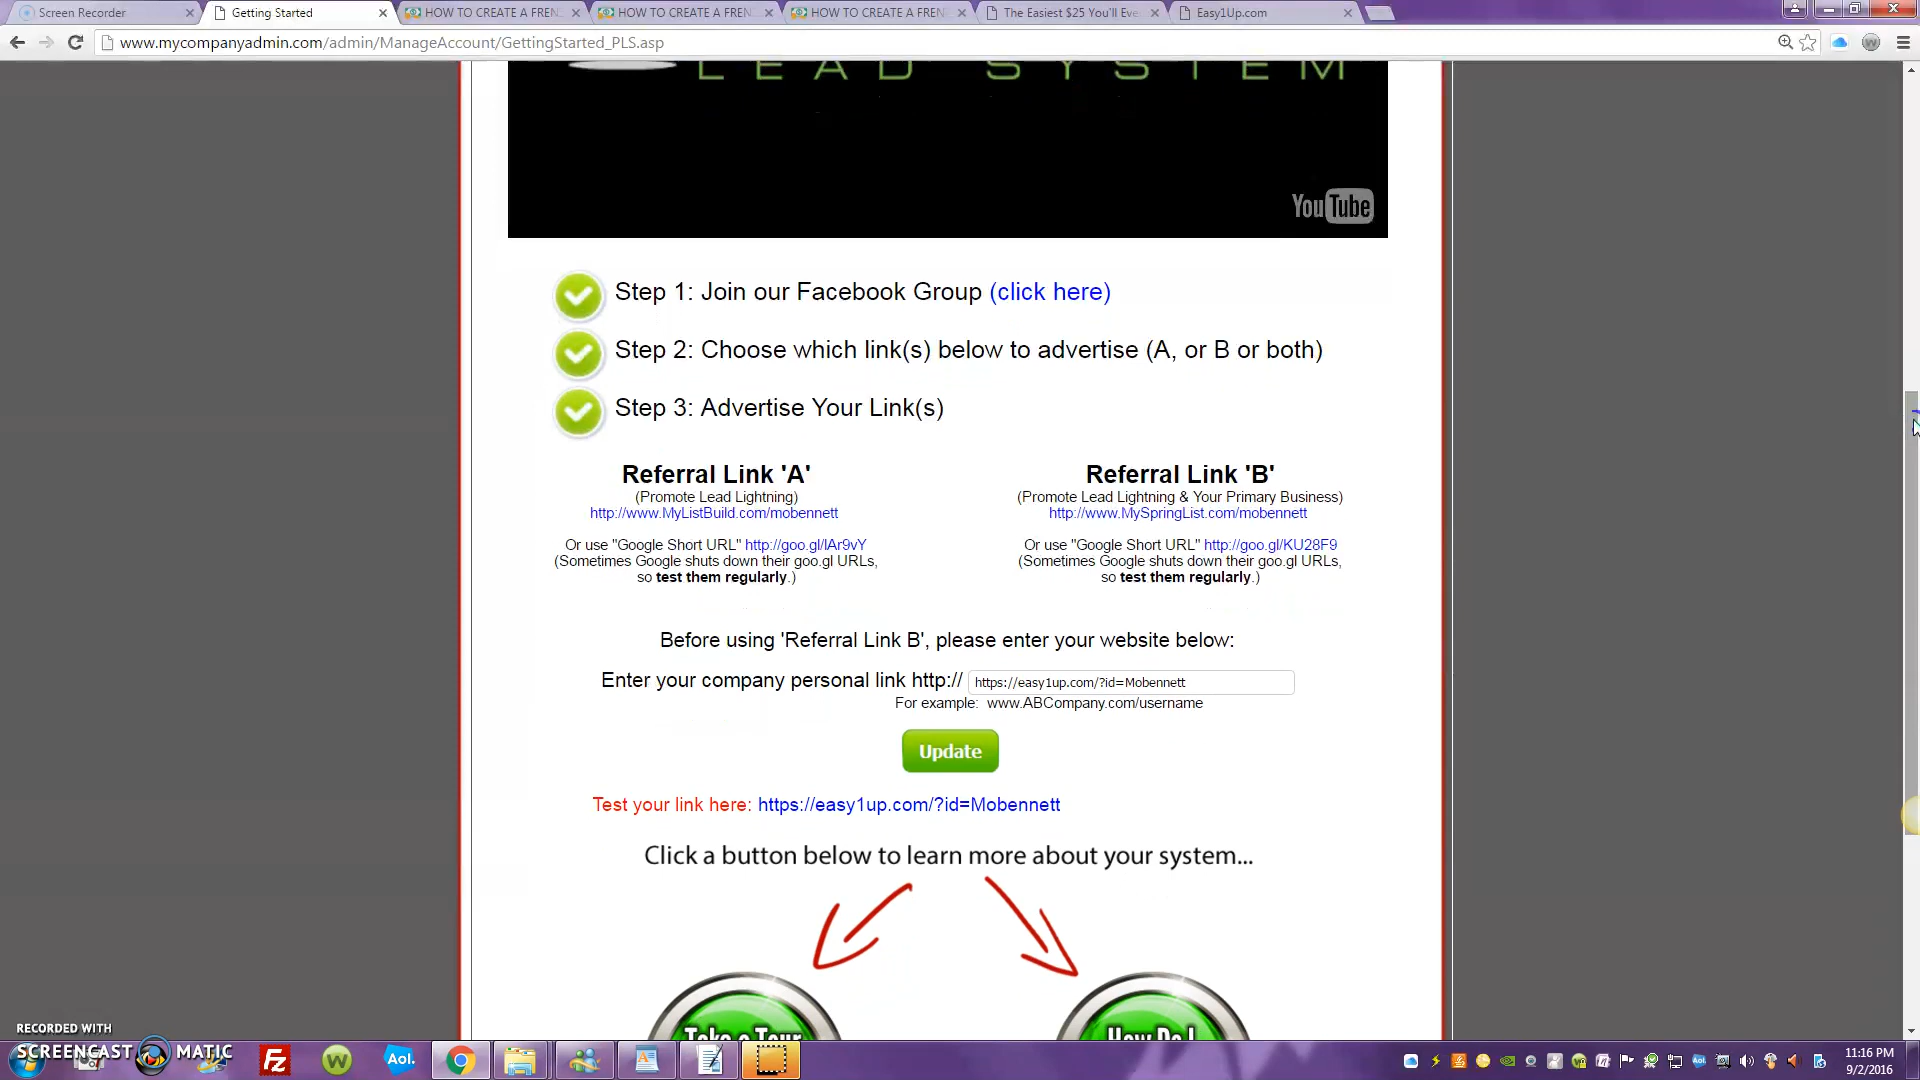 Screen Recorder
Getting Started
HOW TO CREATE A FREN
HOW TO CREATE A FREN
HOW TO CREATE A FREN
The Easiest $25 You'll Eve
Easy1Up.com
www.mycompanyadmin.com/admin/ManageAccount/GettingStarted_PLS.asp
LEAD SYSTEM
YouTube
Step 1: Join our Facebook Group (click here)
Step 2: Choose which link(s) below to advertise (A, or B or both)
Step 3: Advertise Your Link(s)
Referral Link 'A'
(Promote Lead Lightning)
http://www.MyListBuild.com/mobennett
Or use "Google Short URL" http://goo.gl/lAr9vY
(Sometimes Google shuts down their goo.gl URLs,
so test them regularly.)
Referral Link 'B'
(Promote Lead Lightning & Your Primary Business)
http://www.MySpringList.com/mobennett
Or use "Google Short URL" http://goo.gl/KU28F9
(Sometimes Google shuts down their goo.gl URLs,
so test them regularly.)
Before using 'Referral Link B', please enter your website below:
Enter your company personal link http:// https://easy1up.com/?id=Mobennett
For example: www.ABCompany.com/username
Update
Test your link here: https://easy1up.com/?id=Mobennett
Click a button below to learn more about your system...
Take a Tour
How Do I
RECORDED WITH
SCREENCAST MATIC
Aol.
11:16 PM
9/2/2016